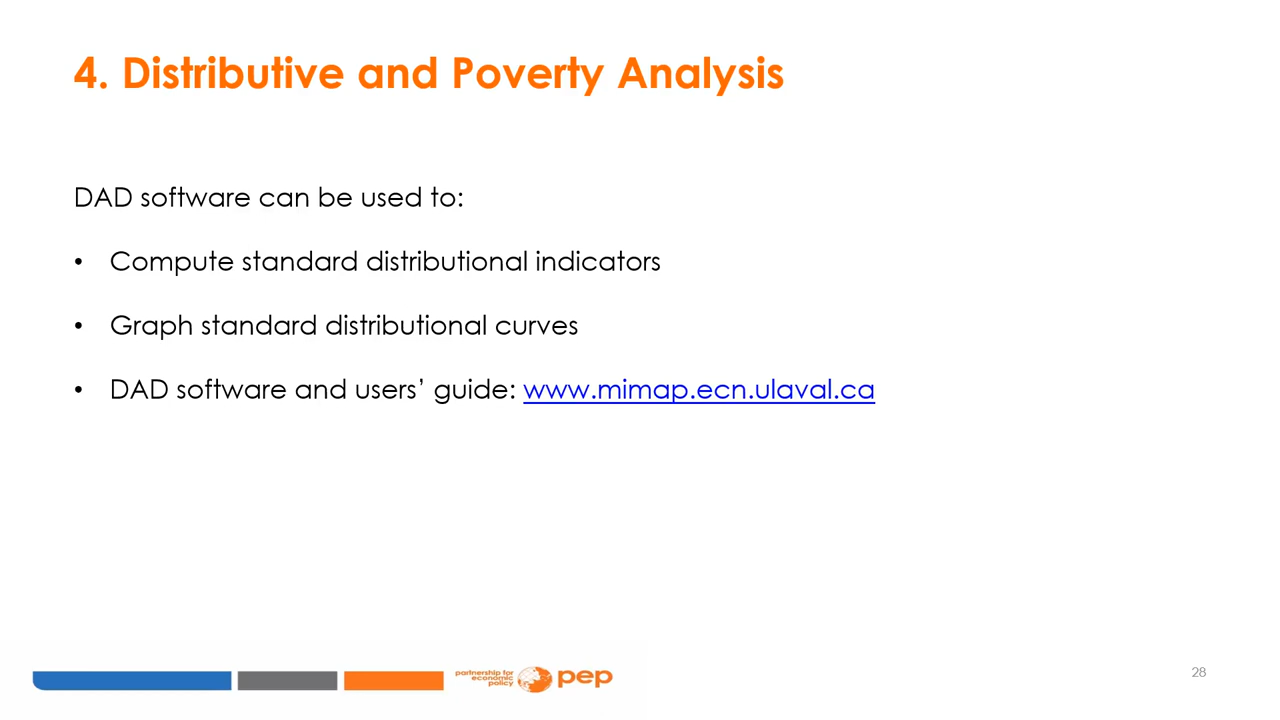 4. Distributive and Poverty Analysis
DAD software can be used to:
• Compute standard distributional indicators
• Graph standard distributional curves
• DAD software and users’ guide: www.mimap.ecn.ulaval.ca
partnership for
economic
policy
pep
28